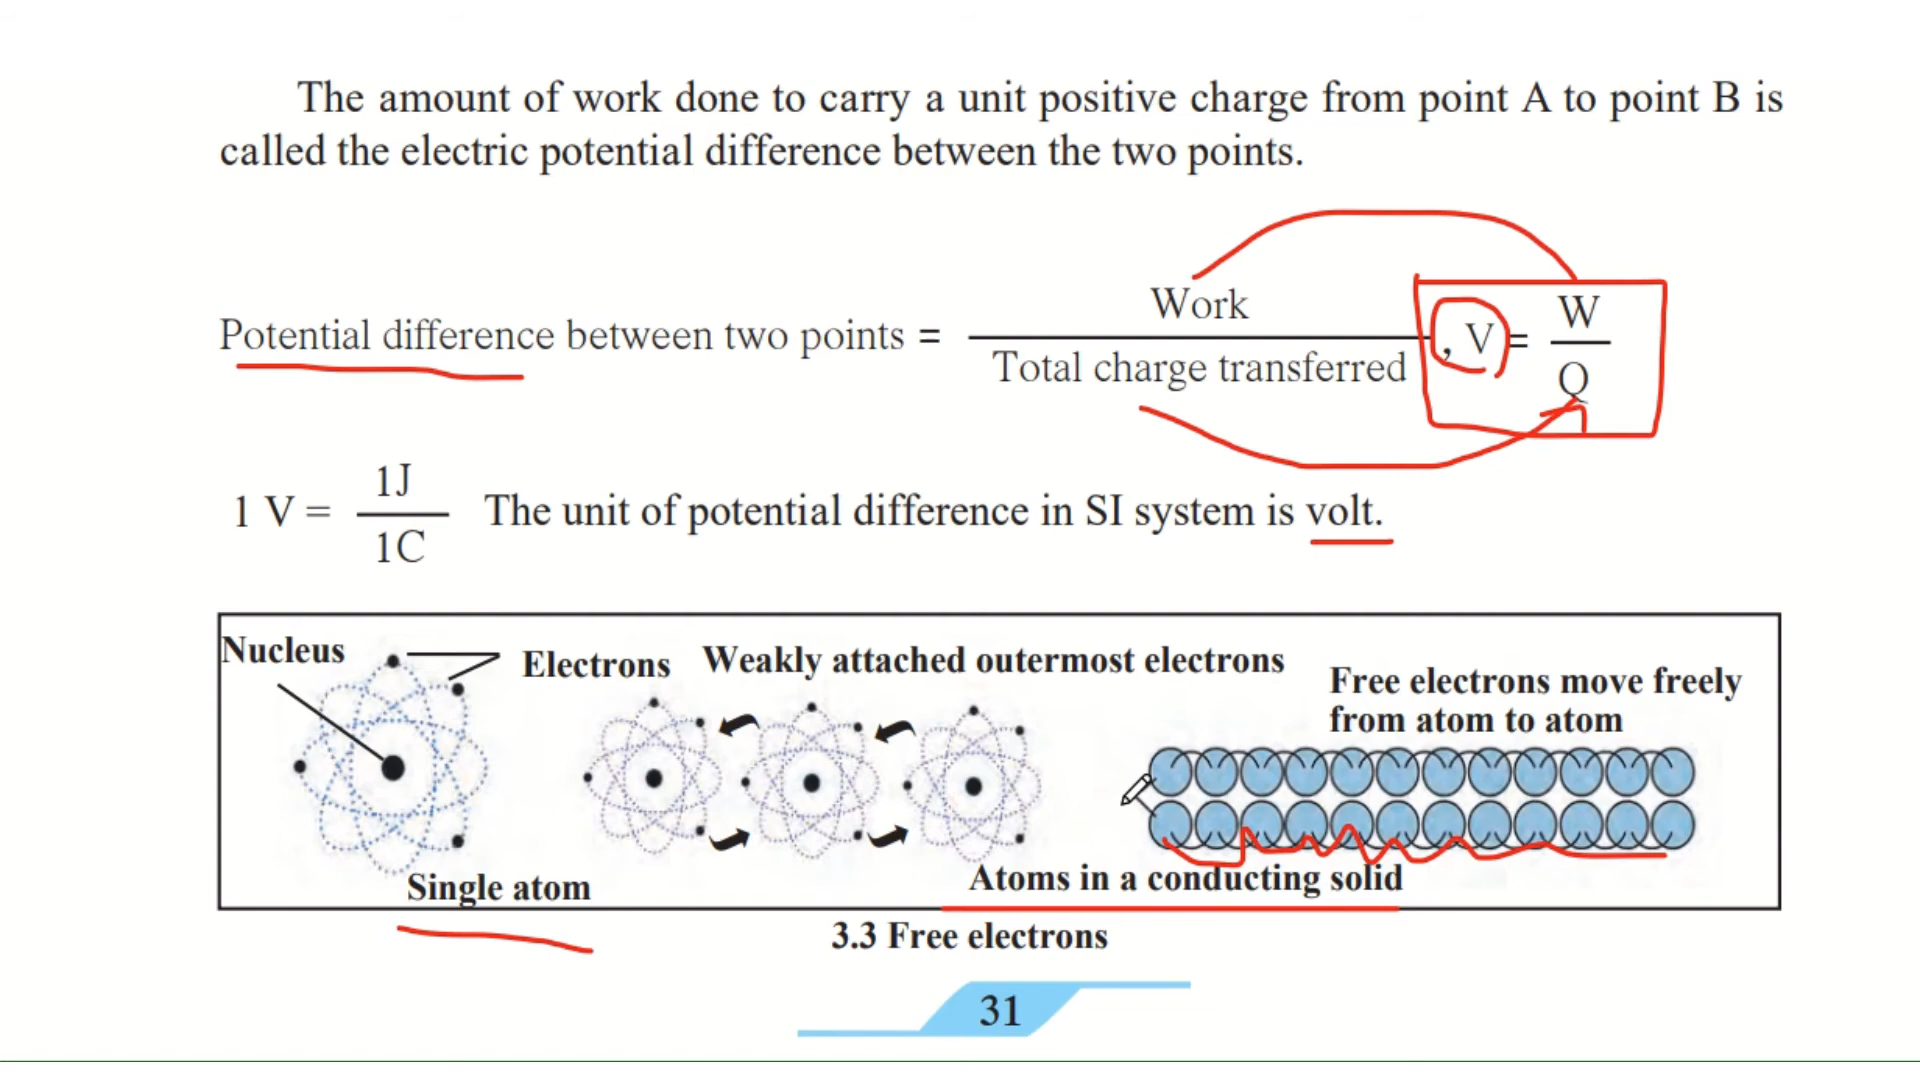 The amount of work done to carry a unit positive charge from point A to point B is
called the electric potential difference between the two points.
Potential difference between two points = Work / Total charge transferred , V = W / Q
1 V = 1J / 1C The unit of potential difference in SI system is volt.
Nucleus
Electrons
Weakly attached outermost electrons
Free electrons move freely
from atom to atom
Single atom
Atoms in a conducting solid
3.3 Free electrons
31